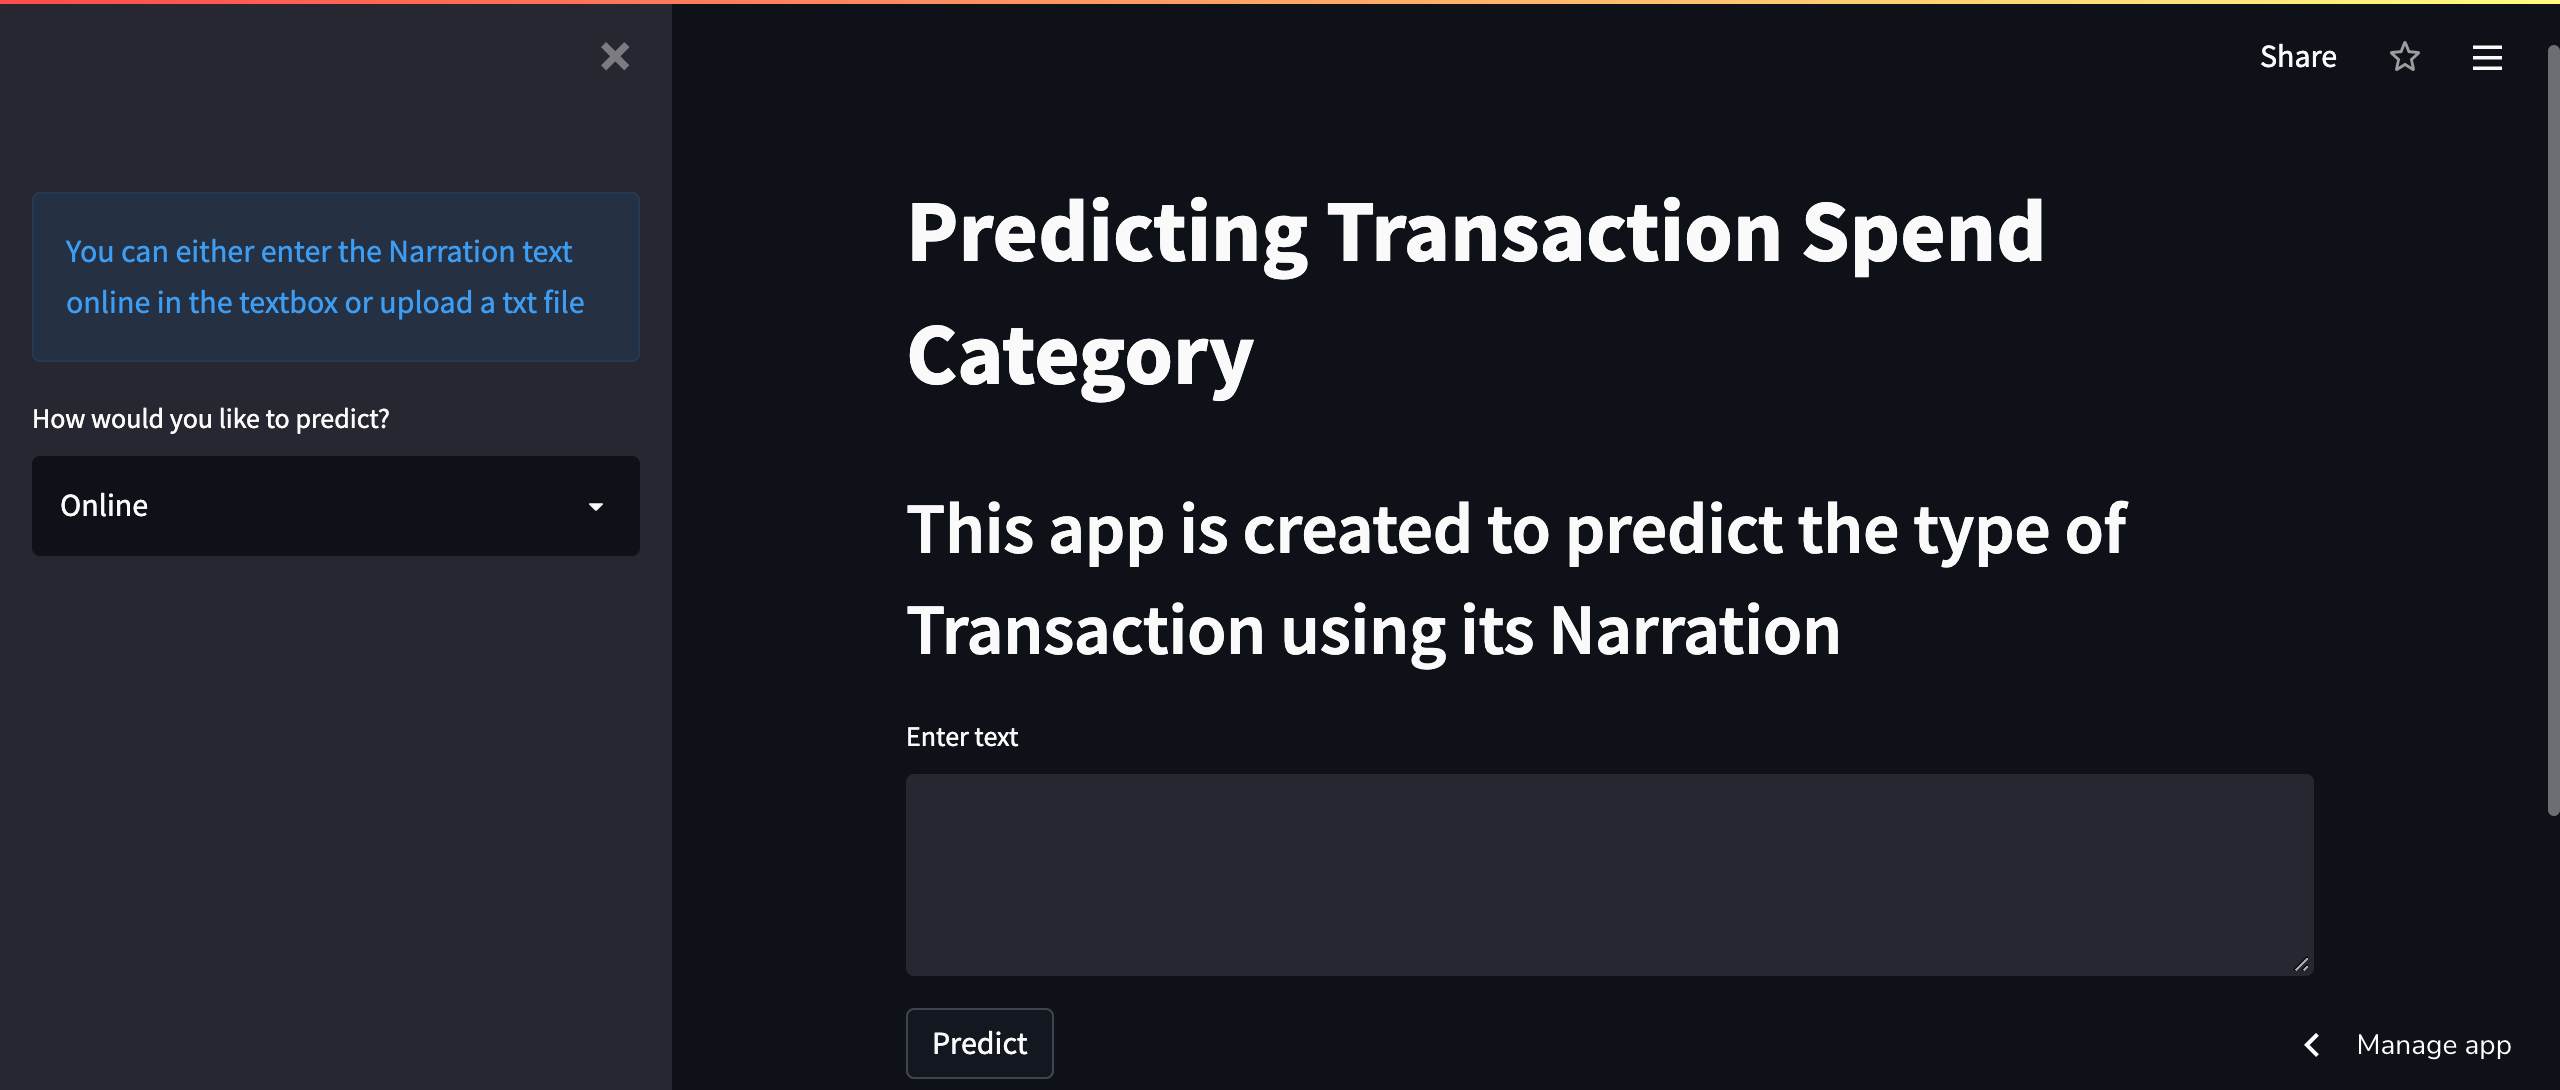 You can either enter the Narration text
online in the textbox or upload a txt file
How would you like to predict?
Online
Share
Predicting Transaction Spend
Category
This app is created to predict the type of
Transaction using its Narration
Enter text
Predict
Manage app